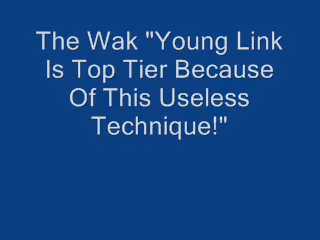 The Wak "Young Link
Is Top Tier Because
Of This Useless
Technique!"